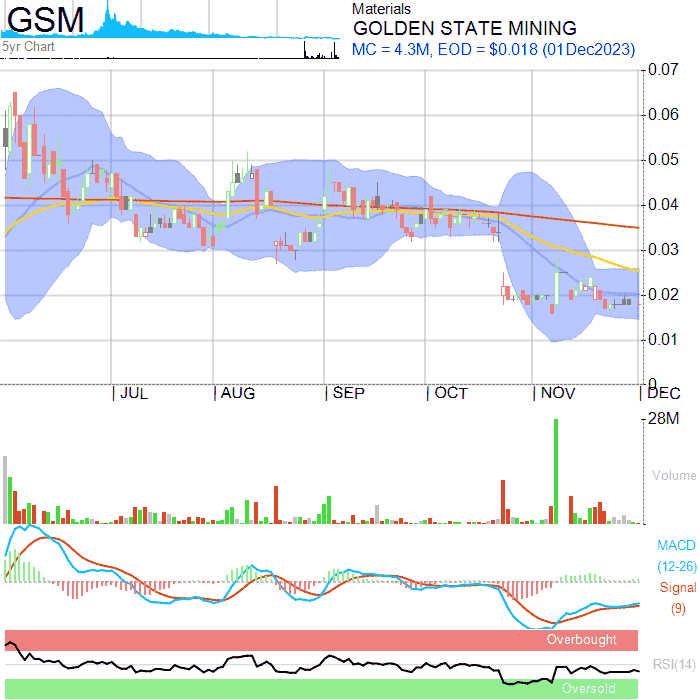 GSM
5yr Chart
Materials
GOLDEN STATE MINING
MC = 4.3M, EOD = $0.018 (01Dec2023)
0.07
0.06
0.05
0.04
0.03
0.02
0.01
0
JUL AUG SEP OCT NOV DEC
28M
Volume
MACD
(12-26)
Signal
(9)
Overbought
RSI(14)
Oversold